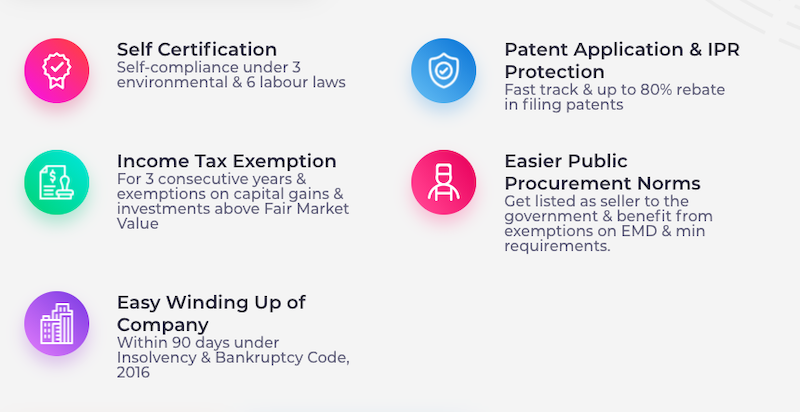 Self Certification
Self-compliance under 3
environmental & 6 labour laws
Patent Application & IPR
Protection
Fast track & up to 80% rebate
in filing patents
Income Tax Exemption
For 3 consecutive years &
exemptions on capital gains &
investments above Fair Market
Value
Easier Public
Procurement Norms
Get listed as seller to the
government & benefit from
exemptions on EMD & min
requirements.
Easy Winding Up of
Company
Within 90 days under
Insolvency & Bankruptcy Code,
2016